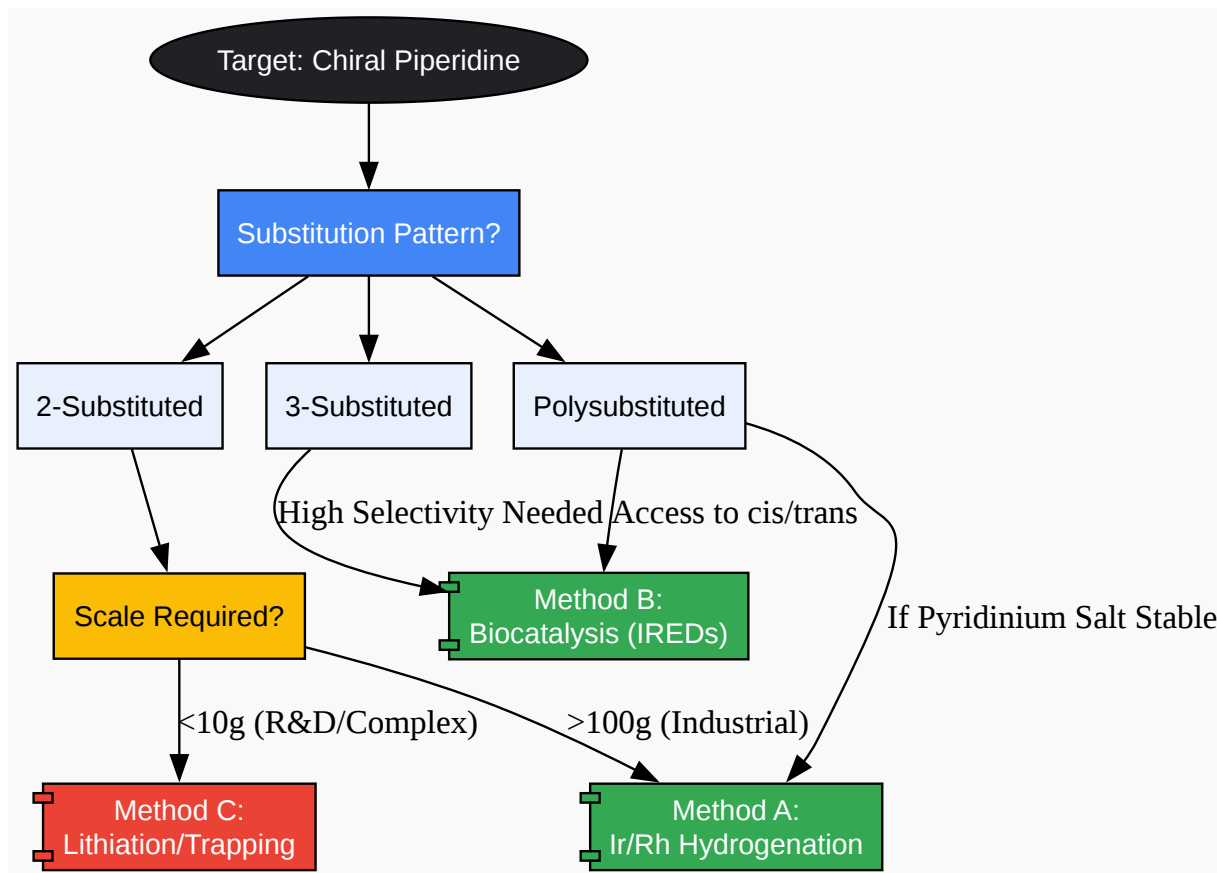 Target: Chiral Piperidine
Substitution Pattern?
2-Substituted
3-Substituted
Polysubstituted
High Selectivity Needed
Access to cis/trans
Scale Required?
Method B:
Biocatalysis (IREDs)
If Pyridinium Salt Stable
<10g (R&D/Complex)
>100g (Industrial)
Method C:
Lithiation/Trapping
Method A:
Ir/Rh Hydrogenation